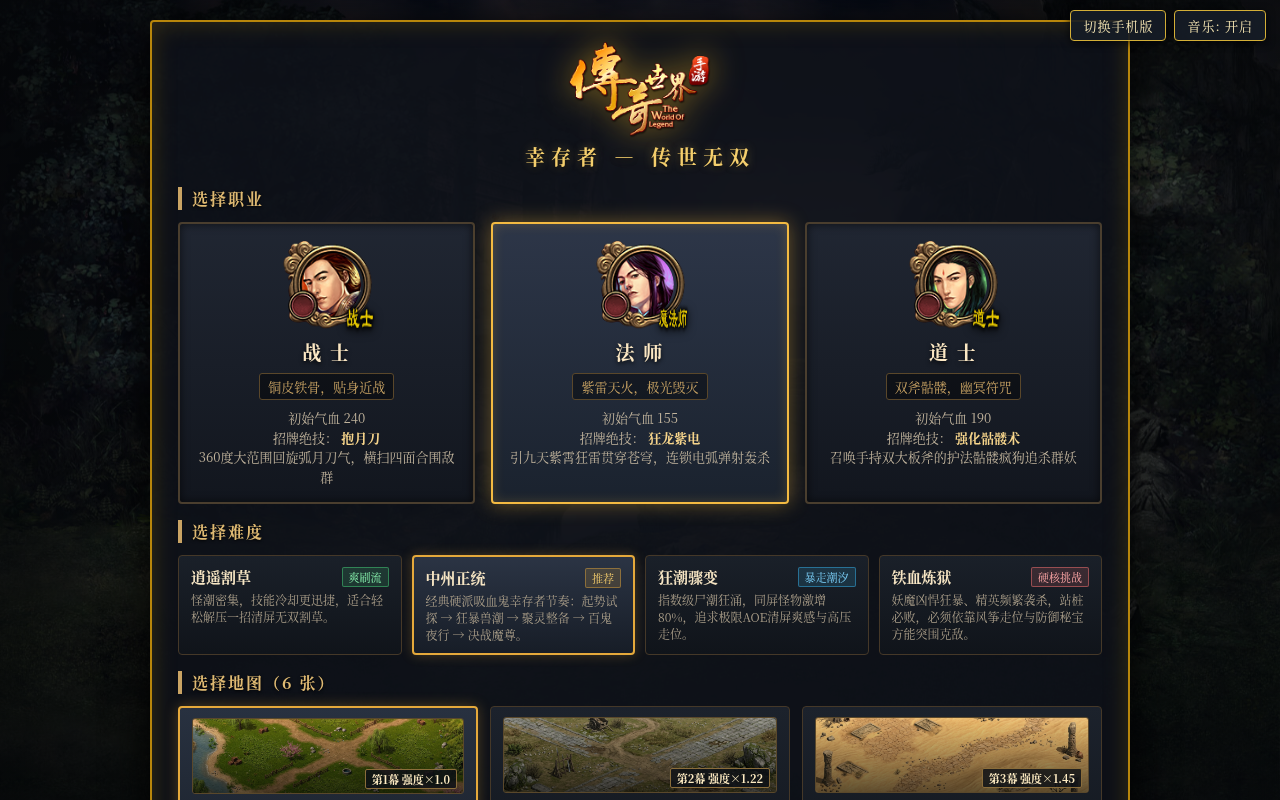 切换手机版
音乐: 开启
傳奇世界
手游
The World Of Legend
幸存者 — 传世无双
选择职业
战士
战 士
铜皮铁骨，贴身近战
初始气血 240
招牌绝技： 抱月刀
360度大范围回旋弧月刀气，横扫四面合围敌
群
魔法师
法 师
紫雷天火，极光毁灭
初始气血 155
招牌绝技： 狂龙紫电
引九天紫霄狂雷贯穿苍穹，连锁电弧弹射轰杀
道士
道 士
双斧骷髅，幽冥符咒
初始气血 190
招牌绝技： 强化骷髅术
召唤手持双大板斧的护法骷髅疯狗追杀群妖
选择难度
逍遥割草
爽刷流
怪潮密集，技能冷却更迅捷，适合轻
松解压一招清屏无双割草。
中州正统
推荐
经典硬派吸血鬼幸存者节奏：起势试
探 → 狂暴兽潮 → 聚灵整备 → 百鬼
夜行 → 决战魔尊。
狂潮骤变
暴走潮汐
指数级尸潮狂涌，同屏怪物激增
80%，追求极限AOE清屏爽感与高压
走位。
铁血炼狱
硬核挑战
妖魔凶悍狂暴、精英频繁袭杀，站桩
必败，必须依靠风筝走位与防御秘宝
方能突围克敌。
选择地图（6 张）
第1幕 强度×1.0
第2幕 强度×1.22
第3幕 强度×1.45